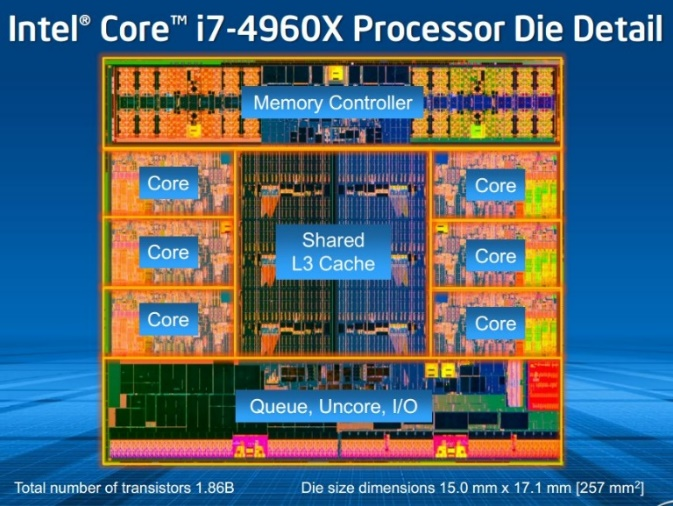 Intel® Core™ i7-4960X Processor Die Detail
Memory Controller
Core
Core
Shared
L3 Cache
Core
Core
Core
Core
Queue, Uncore, I/O
Total number of transistors 1.86B
Die size dimensions 15.0 mm x 17.1 mm [257 mm²]